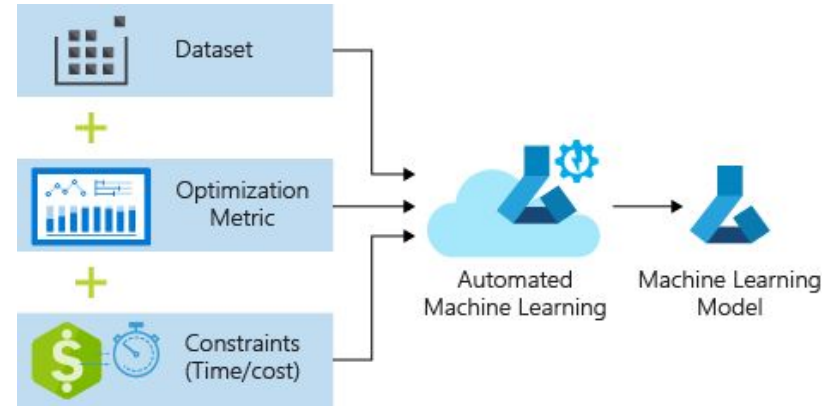 Dataset
+
Optimization
Metric
+
$
Constraints
(Time/cost)
Automated
Machine Learning
Machine Learning
Model